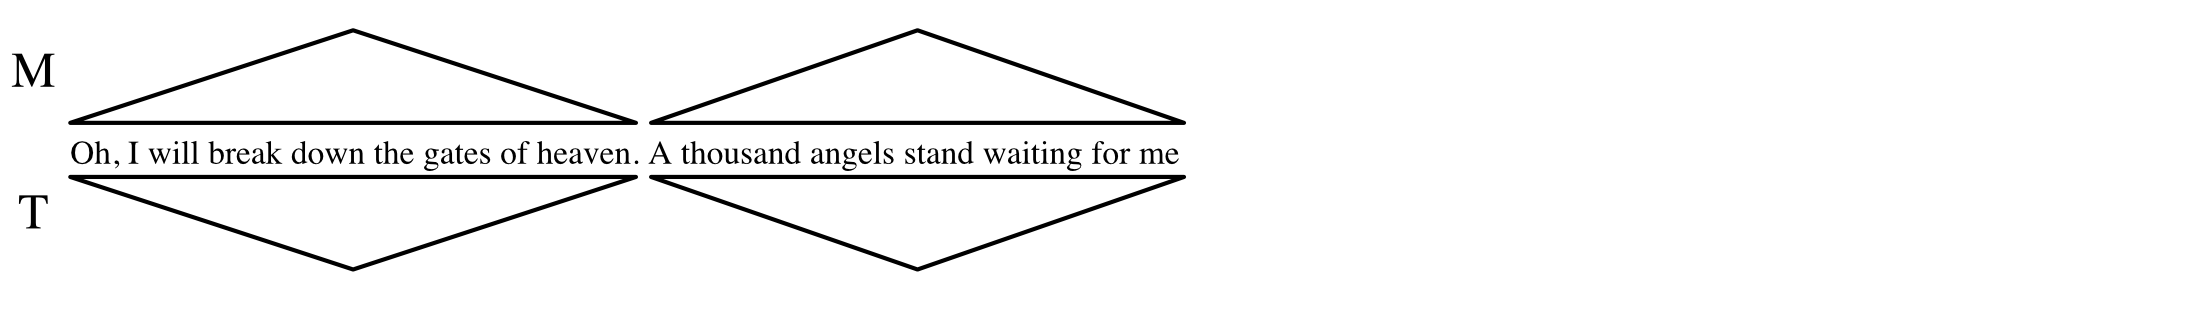 M
Oh, I will break down the gates of heaven. A thousand angels stand waiting for me
T